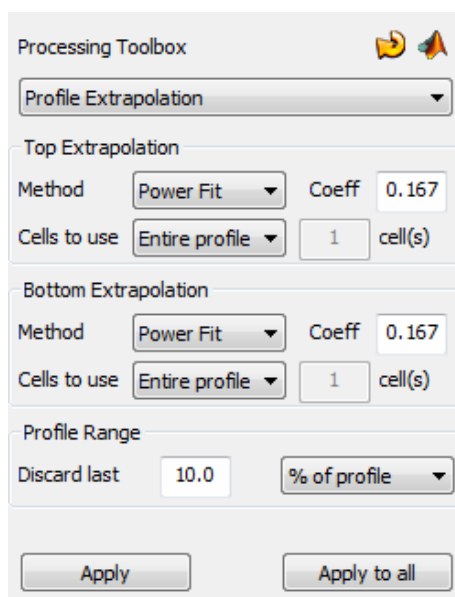 Processing Toolbox
Profile Extrapolation
Top Extrapolation
Method Power Fit Coeff 0.167
Cells to use Entire profile 1 cell(s)
Bottom Extrapolation
Method Power Fit Coeff 0.167
Cells to use Entire profile 1 cell(s)
Profile Range
Discard last 10.0 % of profile
Apply Apply to all